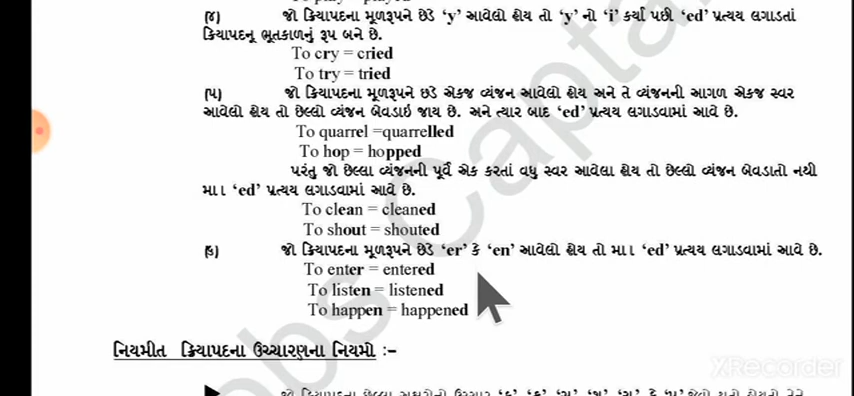 (૪) જો ક્રિયાપદના મૂળરૂપને છેડે 'y' આવેલો હોય તો 'y' નો 'i' કર્યા પછી 'ed' પ્રત્યય લગાડતાં
ક્રિયાપદનૂ ભૂતકાળનું રૂપ બને છે.
To cry = cried
To try = tried
(૫) જો ક્રિયાપદના મૂળરૂપને છડે એકજ વ્યંજન આવેલો હોય અને તે વ્યંજનની આગળ એકજ સ્વર
આવેલો હોય તો છેલ્લો વ્યંજન બેવડાઇ જાય છે. અને ત્યાર બાદ 'ed' પ્રત્યય લગાડવામાં આવે છે.
To quarrel =quarrelled
To hop = hopped
પરંતુ જો છેલ્લા વ્યંજનની પૂર્વે એક કરતાં વધુ સ્વર આવેલા હોય તો છેલ્લો વ્યંજન બેવડાતો નથી
મા। 'ed' પ્રત્યય લગાડવામાં આવે છે.
To clean = cleaned
To shout = shouted
(૬) જો ક્રિયાપદના મૂળરૂપને છેડે 'er' કે 'en' આવેલો હોય તો મા। 'ed' પ્રત્યય લગાડવામાં આવે છે.
To enter = entered
To listen = listened
To happen = happened
નિયમીત ક્રિયાપદના ઉચ્ચારણના નિયમો :-
XRecorder